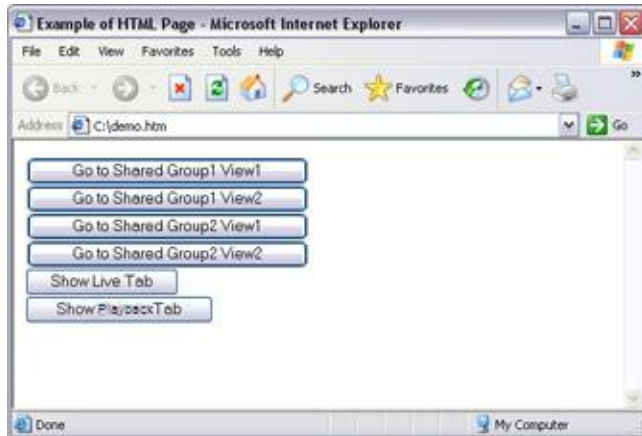 Example of HTML Page - Microsoft Internet Explorer
File Edit View Favorites Tools Help
Back Search Favorites »
Address C:\demo.htm Go
Go to Shared Group1 View1
Go to Shared Group1 View2
Go to Shared Group2 View1
Go to Shared Group2 View2
Show Live Tab
Show Playback Tab
Done My Computer